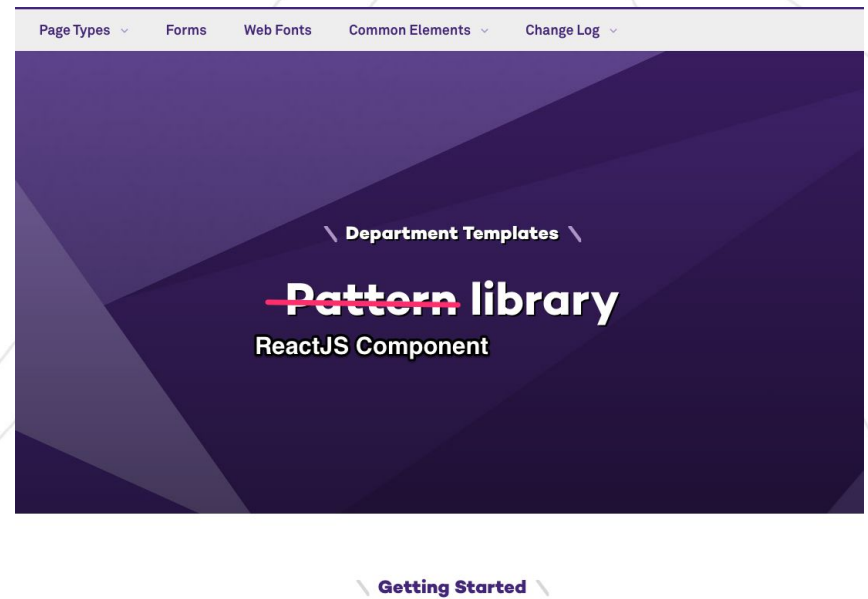 Page Types Forms Web Fonts Common Elements Change Log
\ Department Templates \
Pattern library
ReactJS Component
\ Getting Started \